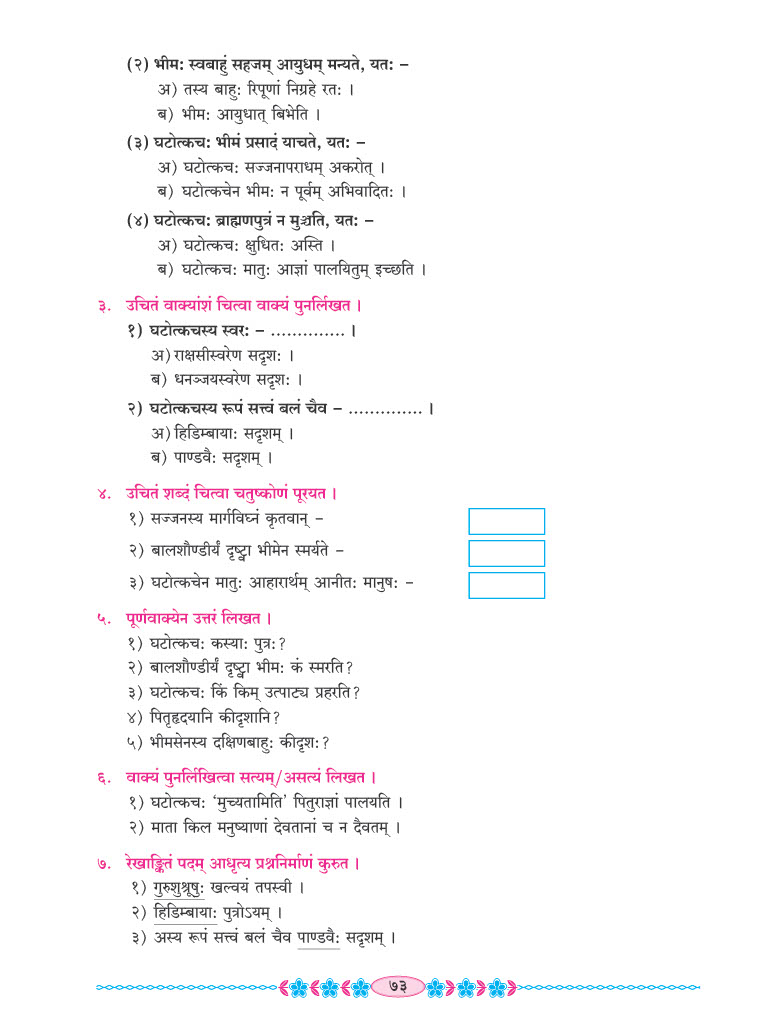 (२) भीमः स्वबाहुं सहजम् आयुधम् मन्यते, यतः –
अ) तस्य बाहुः रिपूणां निग्रहे रतः ।
ब) भीमः आयुधात् बिभेति ।
(३) घटोत्कचः भीमं प्रसादं याचते, यतः –
अ) घटोत्कचः सज्जनापराधम् अकरोत् ।
ब) घटोत्कचेन भीमः न पूर्वम् अभिवादितः ।
(४) घटोत्कचः ब्राह्मणपुत्रं न मुञ्चति, यतः –
अ) घटोत्कचः क्षुधितः अस्ति ।
ब) घटोत्कचः मातुः आज्ञां पालयितुम् इच्छति ।
३. उचितं वाक्यांशं चित्वा वाक्यं पुनर्लिखत ।
१) घटोत्कचस्य स्वरः – .............. ।
अ) राक्षसीस्वरेण सदृशः ।
ब) धनञ्जयस्वरेण सदृशः ।
२) घटोत्कचस्य रूपं सत्त्वं बलं चैव – .............. ।
अ) हिडिम्बायाः सदृशम् ।
ब) पाण्डवैः सदृशम् ।
४. उचितं शब्दं चित्वा चतुष्कोणं पूरयत ।
१) सज्जनस्य मार्गविघ्नं कृतवान् –
२) बालशौण्डीर्यं दृष्ट्वा भीमेन स्मर्यते –
३) घटोत्कचेन मातुः आहारार्थम् आनीतः मानुषः –
५. पूर्णवाक्येन उत्तरं लिखत ।
१) घटोत्कचः कस्याः पुत्रः?
२) बालशौण्डीर्यं दृष्ट्वा भीमः कं स्मरति?
३) घटोत्कचः किं किम् उत्पाट्य प्रहरति?
४) पितृहृदयानि कीदृशानि?
५) भीमसेनस्य दक्षिणबाहुः कीदृशः?
६. वाक्यं पुनर्लिखित्वा सत्यम्/असत्यं लिखत ।
१) घटोत्कचः ‘मुच्यतामिति’ पितुराज्ञां पालयति ।
२) माता किल मनुष्याणां देवतानां च न दैवतम् ।
७. रेखाङ्कितं पदम् आधृत्य प्रश्ननिर्माणं कुरुत ।
१) गुरुशुश्रूषुः खल्वयं तपस्वी ।
२) हिडिम्बायाः पुत्रोऽयम् ।
३) अस्य रूपं सत्त्वं बलं चैव पाण्डवैः सदृशम् ।
७३